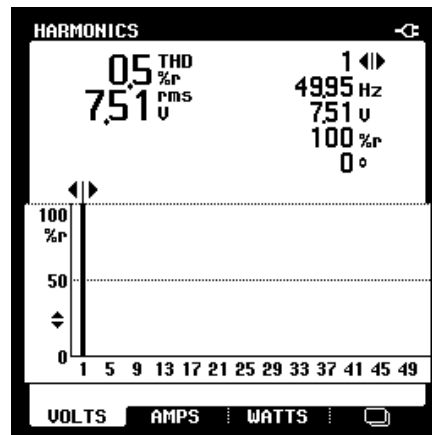 HARMONICS
0.5 THD %r
7.51 rms V
1
49.95 Hz
7.51 V
100 %r
0 °
100
%r
50
0
1 5 9 13 17 21 25 29 33 37 41 45 49
VOLTS AMPS WATTS